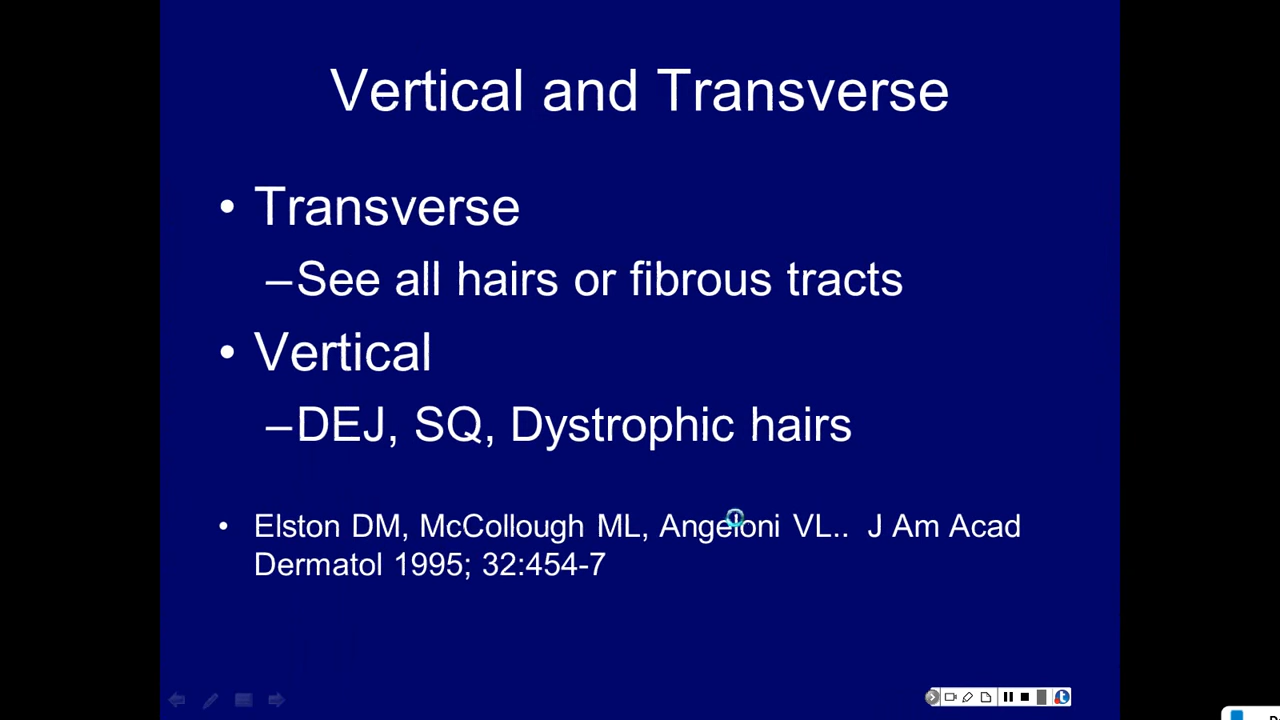 Vertical and Transverse
• Transverse
–See all hairs or fibrous tracts
• Vertical
–DEJ, SQ, Dystrophic hairs
• Elston DM, McCollough ML, Angeloni VL.. J Am Acad
Dermatol 1995; 32:454-7